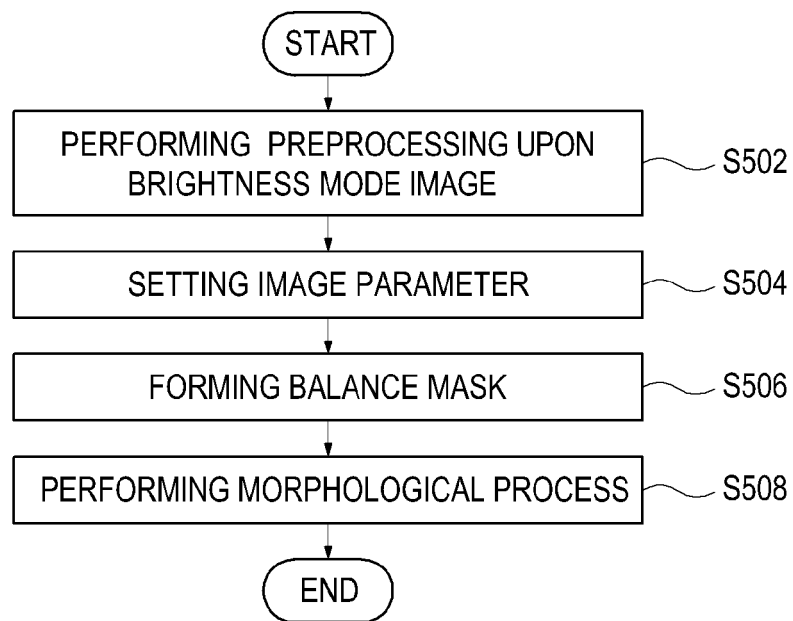 START
PERFORMING PREPROCESSING UPON
BRIGHTNESS MODE IMAGE
S502
SETTING IMAGE PARAMETER
S504
FORMING BALANCE MASK
S506
PERFORMING MORPHOLOGICAL PROCESS
S508
END